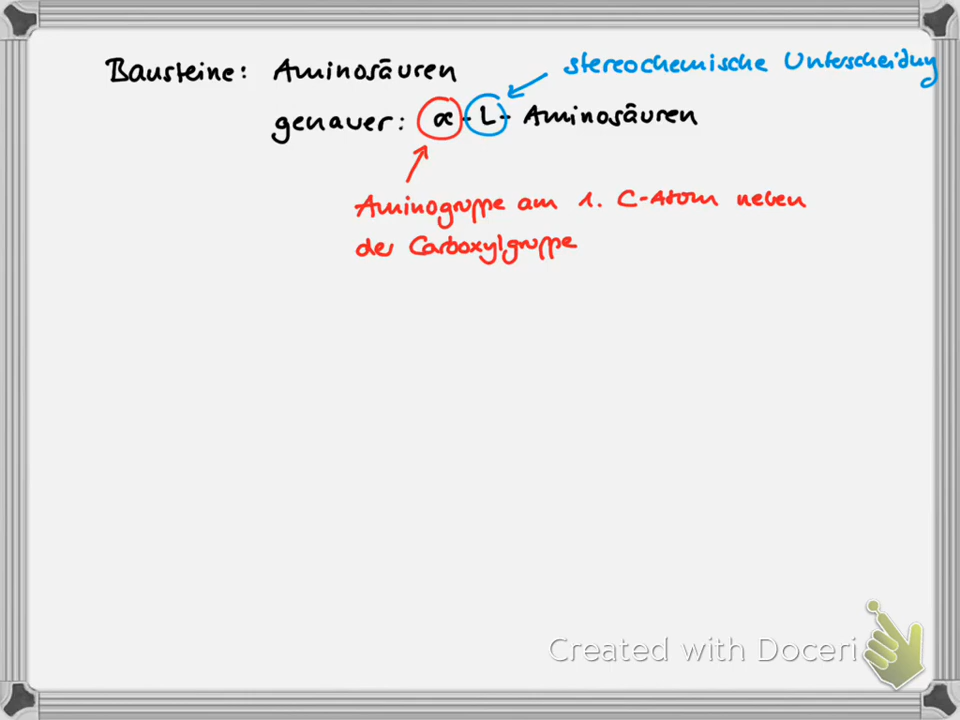 Bausteine: Aminosäuren
stereochemische Unterscheidung
genauer: α-L-Aminosäuren
Aminogruppe am 1. C-Atom neben
der Carboxylgruppe
Created with Doceri